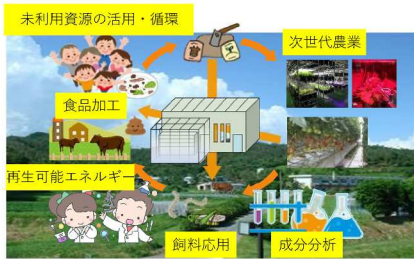 未利用資源の活用・循環
次世代農業
食品加工
再生可能エネルギー
飼料応用
成分分析